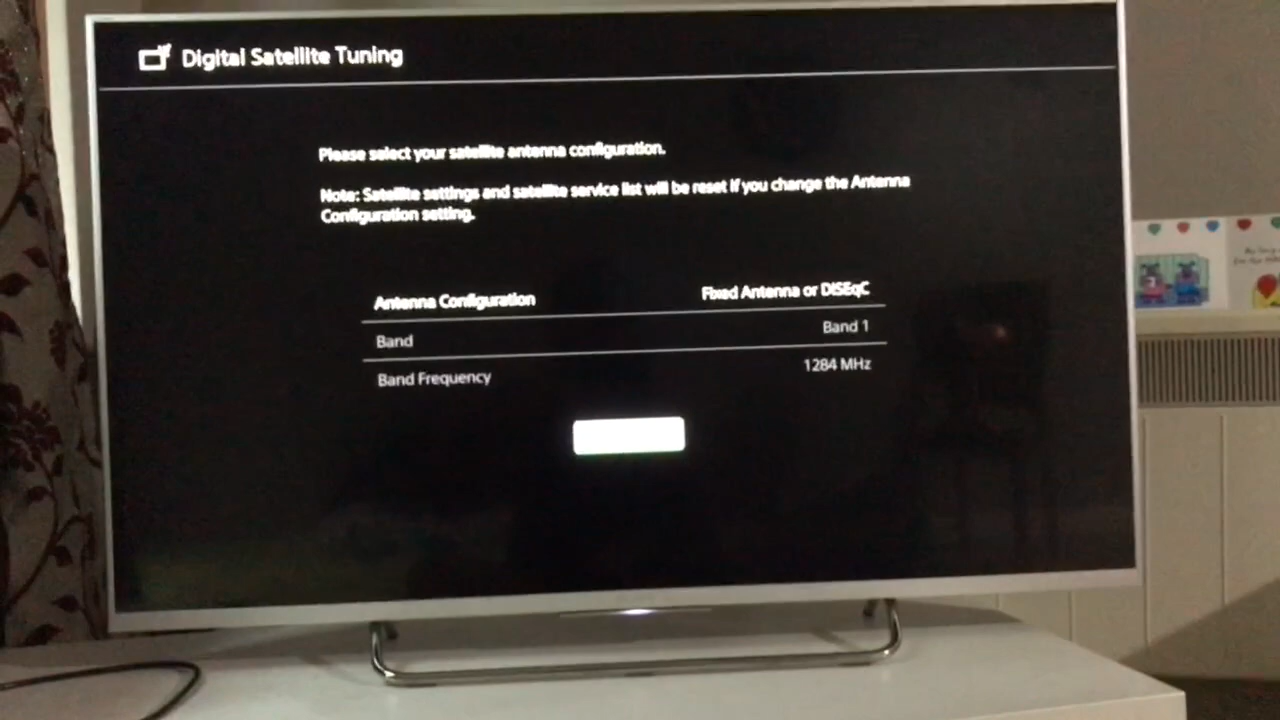 Digital Satellite Tuning
Please select your satellite antenna configuration.
Note: Satellite settings and satellite service list will be reset if you change the Antenna
Configuration setting.
Antenna Configuration Fixed Antenna or DiSEqC
Band Band 1
Band Frequency 1284 MHz